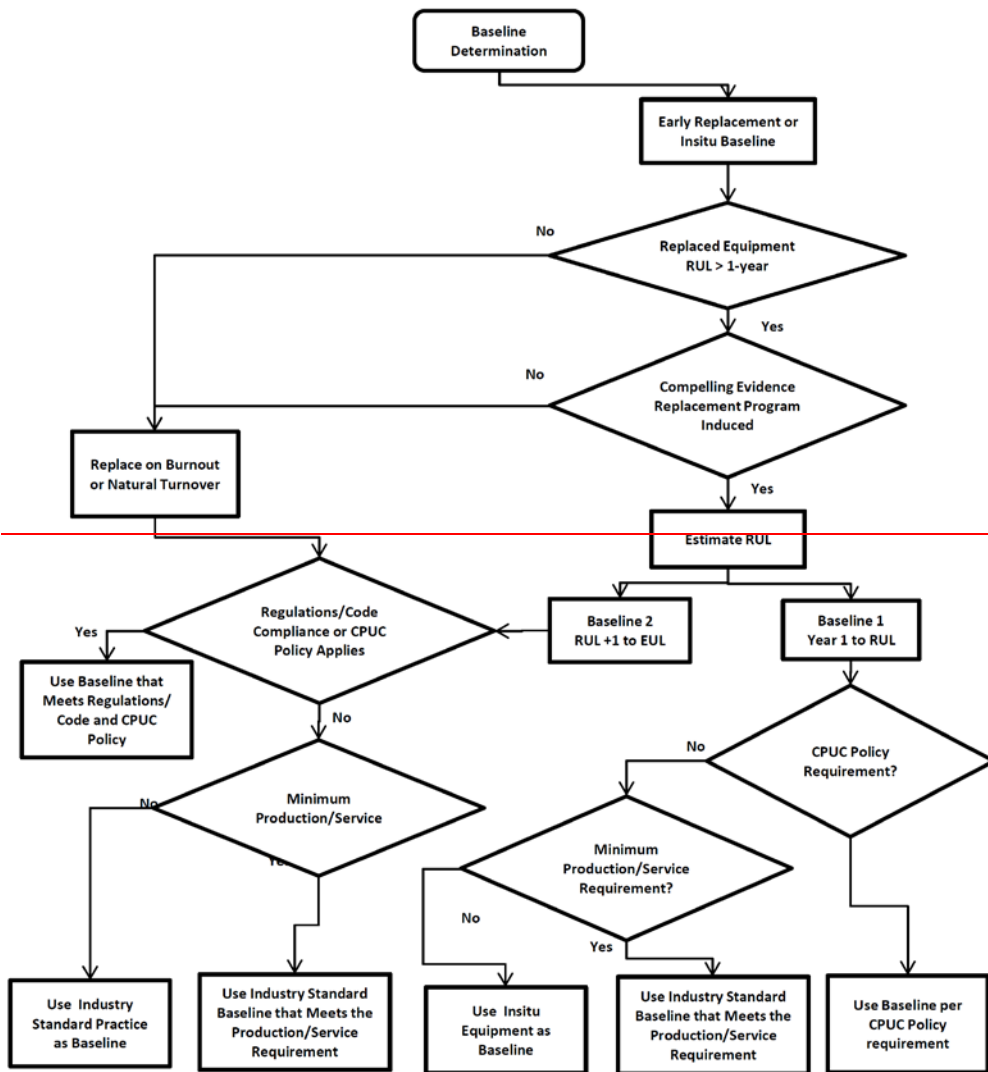 Baseline
Determination
Early Replacement or
Insitu Baseline
No
Replaced Equipment
RUL > 1-year
Yes
No
Compelling Evidence
Replacement Program
Induced
Yes
Replace on Burnout
or Natural Turnover
Estimate RUL
Regulations/Code
Compliance or CPUC
Policy Applies
Yes
Baseline 2
RUL +1 to EUL
Baseline 1
Year 1 to RUL
Use Baseline that
Meets Regulations/
Code and CPUC
Policy
No
No
CPUC Policy
Requirement?
Minimum
Production/Service
No
Yes
Minimum
Production/Service
Requirement?
No
Yes
Use Industry
Standard Practice
as Baseline
Use Industry Standard
Baseline that Meets the
Production/Service
Requirement
Use Insitu
Equipment as
Baseline
Use Industry Standard
Baseline that Meets the
Production/Service
Requirement
Use Baseline per
CPUC Policy
requirement